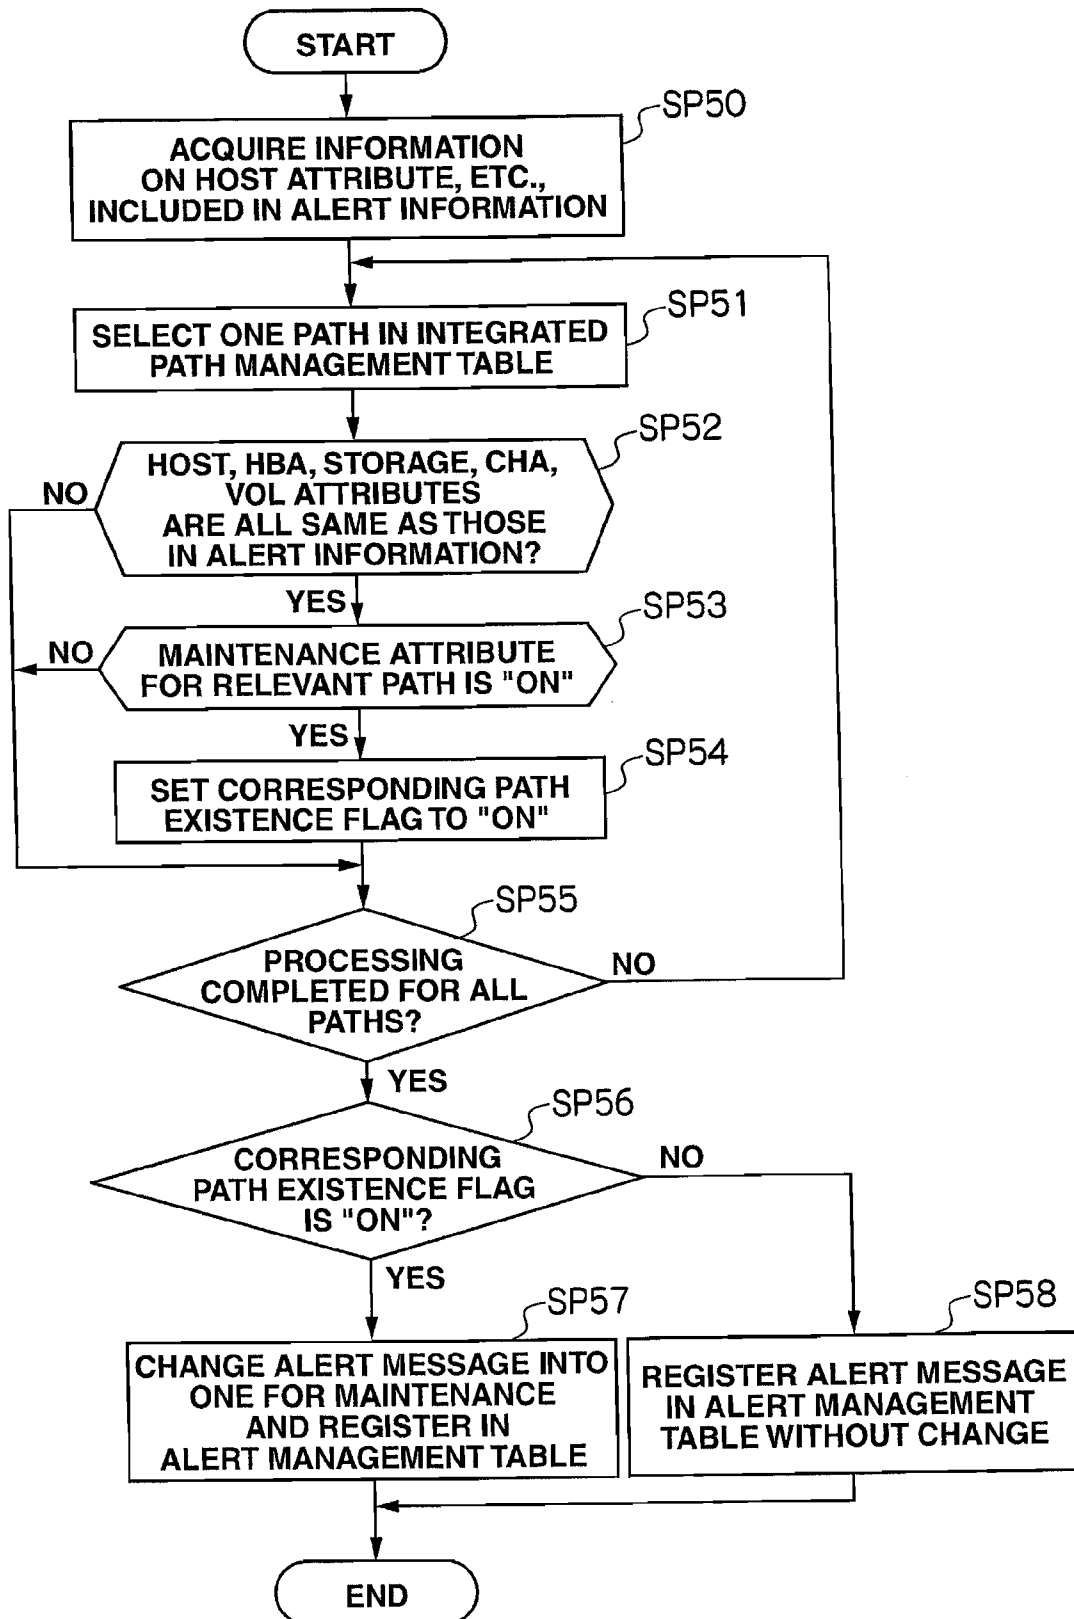 START
SP50
ACQUIRE INFORMATION
ON HOST ATTRIBUTE, ETC.,
INCLUDED IN ALERT INFORMATION
SP51
SELECT ONE PATH IN INTEGRATED
PATH MANAGEMENT TABLE
SP52
HOST, HBA, STORAGE, CHA,
VOL ATTRIBUTES
ARE ALL SAME AS THOSE
IN ALERT INFORMATION?
NO
YES
SP53
MAINTENANCE ATTRIBUTE
FOR RELEVANT PATH IS "ON"
NO
YES
SP54
SET CORRESPONDING PATH
EXISTENCE FLAG TO "ON"
SP55
PROCESSING
COMPLETED FOR ALL
PATHS?
NO
YES
SP56
CORRESPONDING
PATH EXISTENCE FLAG
IS "ON"?
NO
YES
SP57
CHANGE ALERT MESSAGE INTO
ONE FOR MAINTENANCE
AND REGISTER IN
ALERT MANAGEMENT TABLE
SP58
REGISTER ALERT MESSAGE
IN ALERT MANAGEMENT
TABLE WITHOUT CHANGE
END